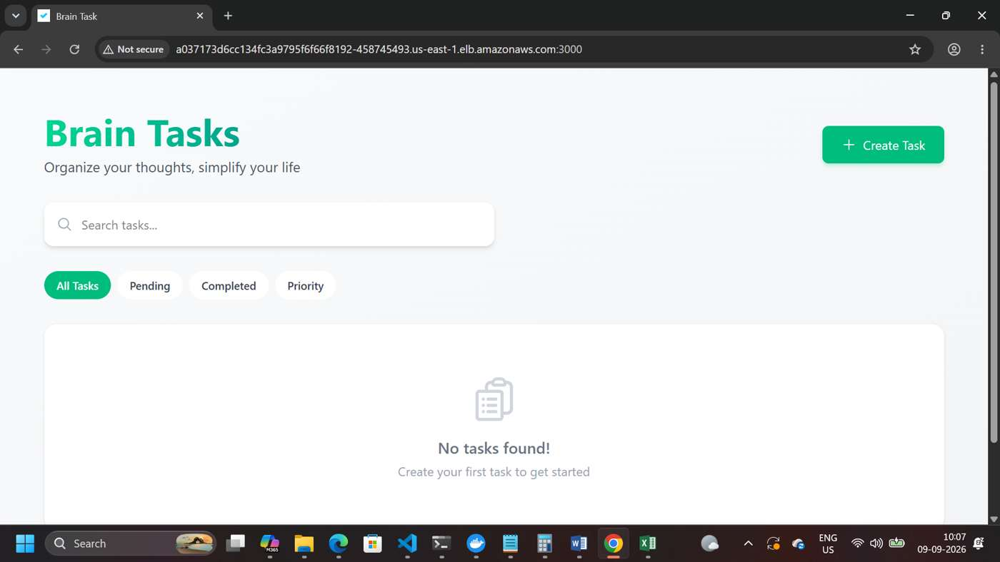 Brain Task
Not secure
a037173d6cc134fc3a9795f6f66f8192-458745493.us-east-1.elb.amazonaws.com:3000
Brain Tasks
Organize your thoughts, simplify your life
Create Task
Search tasks...
All Tasks Pending Completed Priority
No tasks found!
Create your first task to get started
Search
M365
ENG
US
10:07
09-09-2026